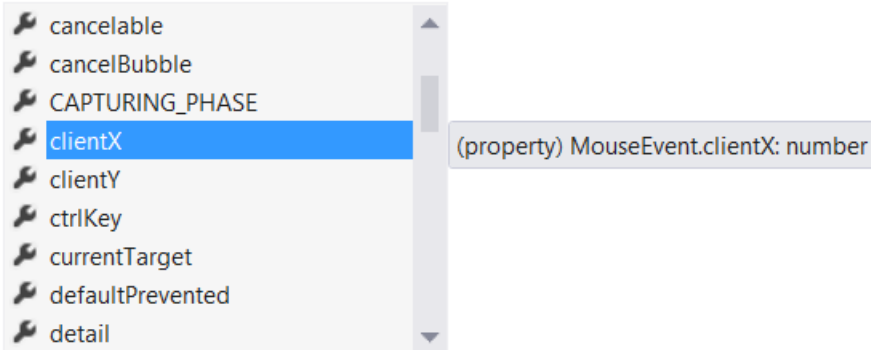 cancelable
cancelBubble
CAPTURING_PHASE
clientX
(property) MouseEvent.clientX: number
clientY
ctrlKey
currentTarget
defaultPrevented
detail